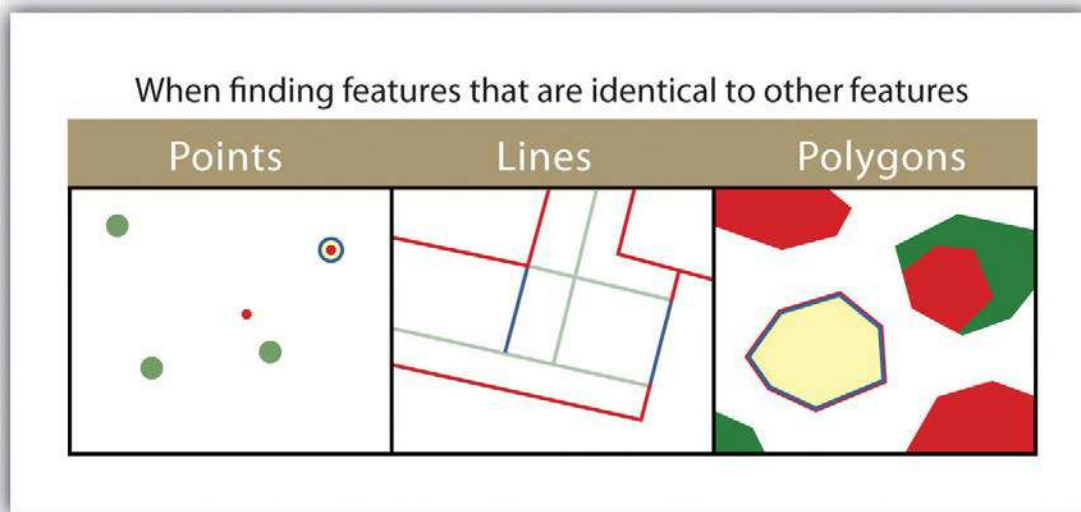 When finding features that are identical to other features
Points Lines Polygons